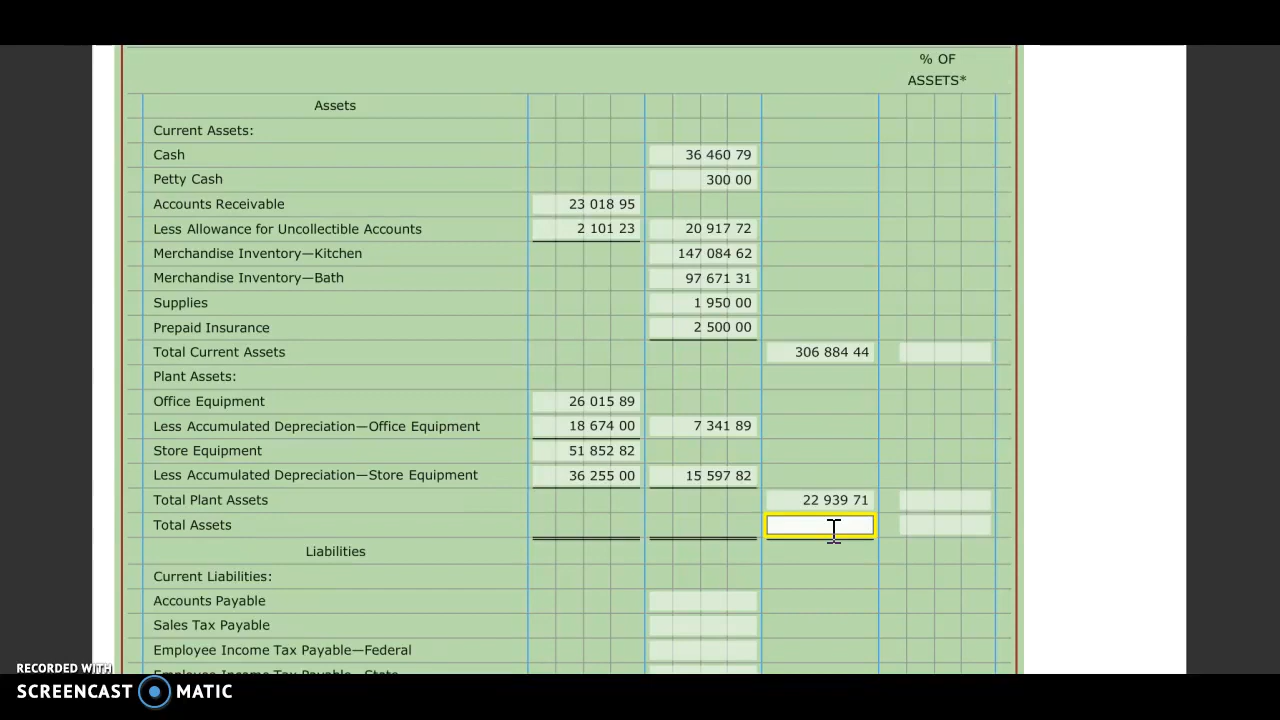 % OF
ASSETS*
Assets
Current Assets:
Cash 36 460 79
Petty Cash 300 00
Accounts Receivable 23 018 95
Less Allowance for Uncollectible Accounts 2 101 23 20 917 72
Merchandise Inventory—Kitchen 147 084 62
Merchandise Inventory—Bath 97 671 31
Supplies 1 950 00
Prepaid Insurance 2 500 00
Total Current Assets 306 884 44
Plant Assets:
Office Equipment 26 015 89
Less Accumulated Depreciation—Office Equipment 18 674 00 7 341 89
Store Equipment 51 852 82
Less Accumulated Depreciation—Store Equipment 36 255 00 15 597 82
Total Plant Assets 22 939 71
Total Assets
Liabilities
Current Liabilities:
Accounts Payable
Sales Tax Payable
Employee Income Tax Payable—Federal
Employee Income Tax Payable—State
RECORDED WITH
SCREENCAST MATIC